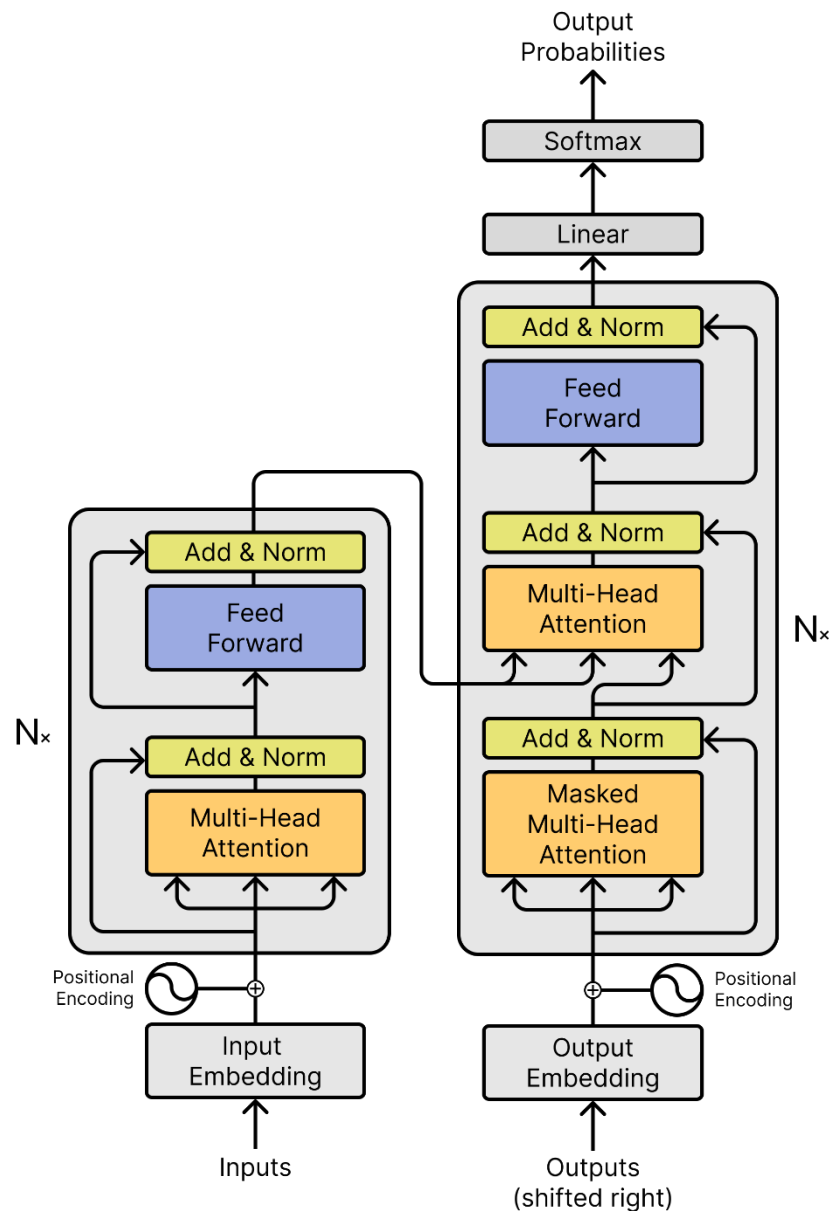 Output
Probabilities
Softmax
Linear
Add & Norm
Feed
Forward
Add & Norm
Multi-Head
Attention
Add & Norm
Masked
Multi-Head
Attention
N×
Positional
Encoding
Output
Embedding
Outputs
(shifted right)
Add & Norm
Feed
Forward
Add & Norm
Multi-Head
Attention
N×
Positional
Encoding
Input
Embedding
Inputs